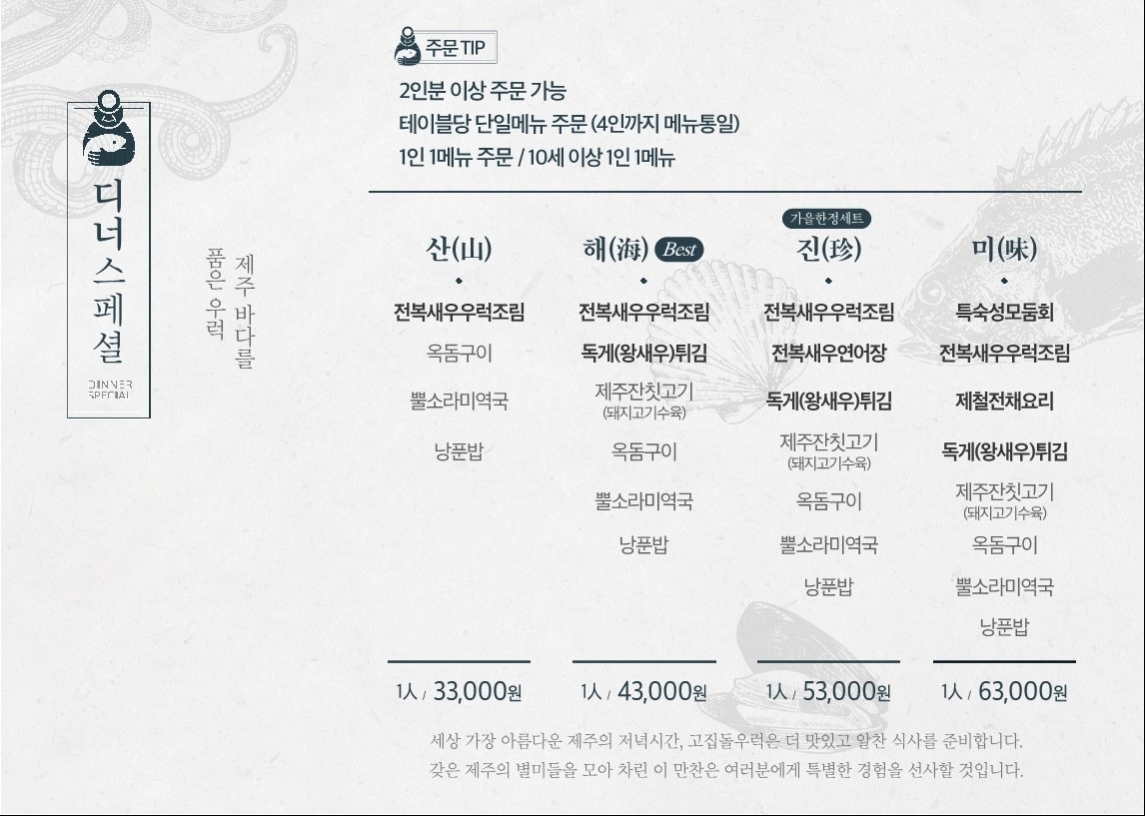 주문 TIP
2인분 이상 주문 가능
테이블당 단일메뉴 주문 (4인까지 메뉴통일)
1인 1메뉴 주문 / 10세 이상 1인 1메뉴
디너스페셜
DINNER
SPECIAL
제주 바다를
품은 우럭
산(山)
전복새우우럭조림
옥돔구이
뿔소라미역국
낭푼밥
1人 / 33,000원
해(海) Best
전복새우우럭조림
독게(왕새우)튀김
제주잔칫고기
(돼지고기수육)
옥돔구이
뿔소라미역국
낭푼밥
1人 / 43,000원
가을한정세트
진(珍)
전복새우우럭조림
전복새우연어장
독게(왕새우)튀김
제주잔칫고기
(돼지고기수육)
옥돔구이
뿔소라미역국
낭푼밥
1人 / 53,000원
미(味)
특숙성모둠회
전복새우우럭조림
제철전채요리
독게(왕새우)튀김
제주잔칫고기
(돼지고기수육)
옥돔구이
뿔소라미역국
낭푼밥
1人 / 63,000원
세상 가장 아름다운 제주의 저녁시간, 고집돌우럭은 더 맛있고 알찬 식사를 준비합니다.
갖은 제주의 별미들을 모아 차린 이 만찬은 여러분에게 특별한 경험을 선사할 것입니다.